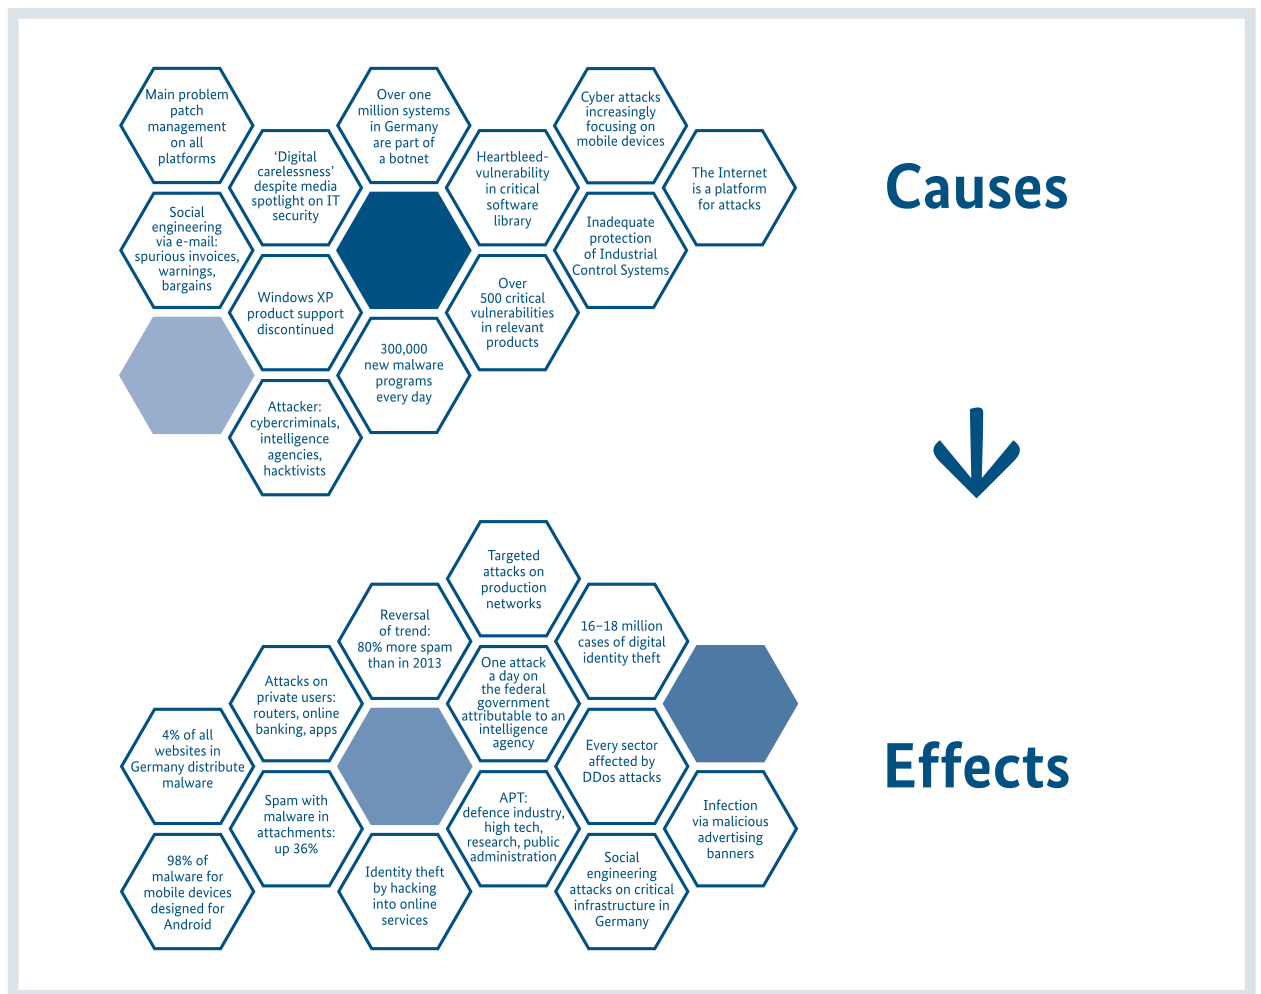 Main problem
patch
management
on all
platforms
Over one
million systems
in Germany
are part of
a botnet
Cyber attacks
increasingly
focusing on
mobile devices
‘Digital
carelessness’
despite media
spotlight on IT
security
Heartbleed-
vulnerability
in critical
software
library
The Internet
is a platform
for attacks
Causes
Social
engineering
via e-mail:
spurious invoices,
warnings,
bargains
Inadequate
protection
of Industrial
Control Systems
Windows XP
product support
discontinued
Over
500 critical
vulnerabilities
in relevant
products
300,000
new malware
programs
every day
Attacker:
cybercriminals,
intelligence
agencies,
hacktivists
Targeted
attacks on
production
networks
Reversal
of trend:
80% more spam
than in 2013
16–18 million
cases of digital
identity theft
Attacks on
private users:
routers, online
banking, apps
One attack
a day on
the federal
government
attributable to an
intelligence
agency
4% of all
websites in
Germany distribute
malware
Every sector
affected by
DDos attacks
Effects
Spam with
malware in
attachments:
up 36%
APT:
defence industry,
high tech,
research, public
administration
Infection
via malicious
advertising
banners
98% of
malware for
mobile devices
designed for
Android
Identity theft
by hacking
into online
services
Social
engineering
attacks on critical
infrastructure in
Germany